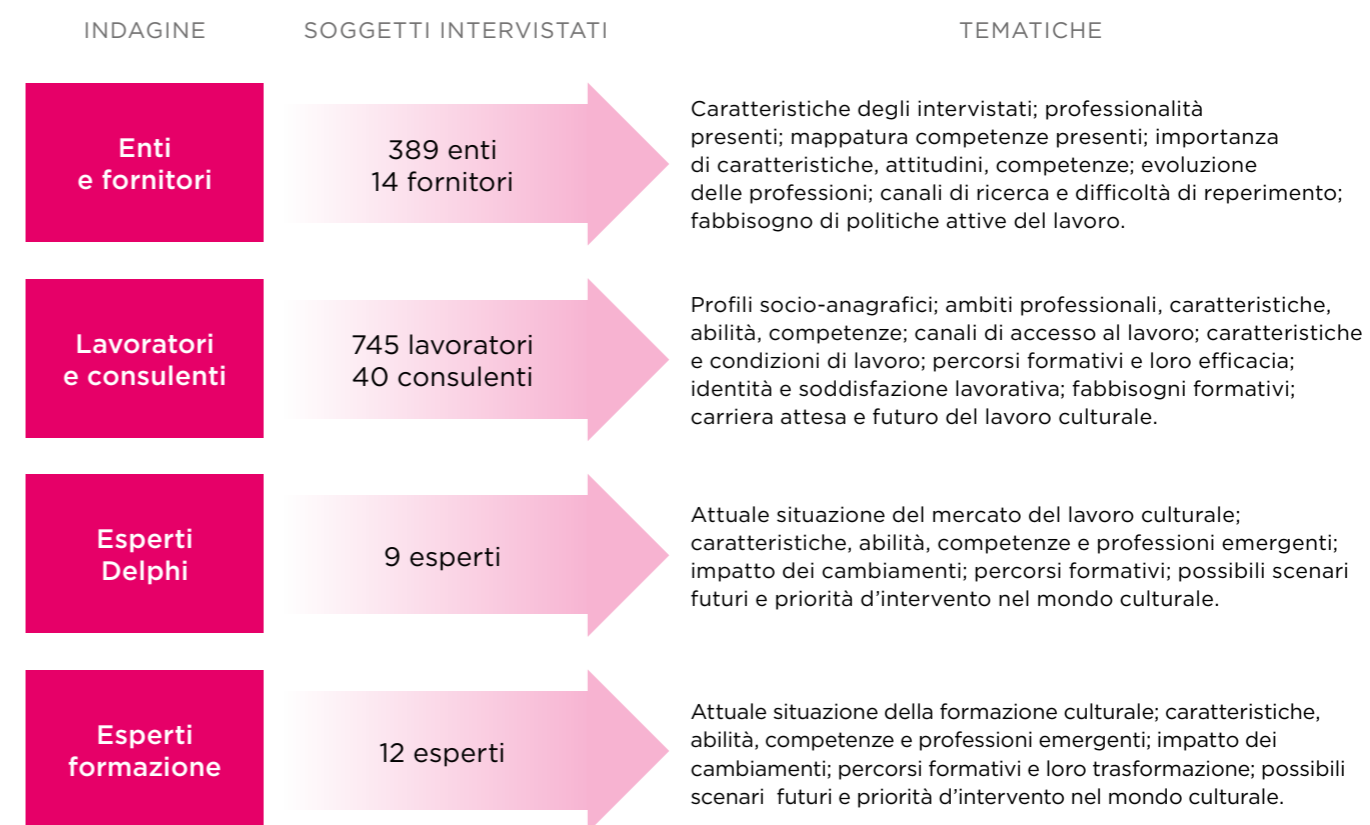 INDAGINE
SOGGETTI INTERVISTATI
TEMATICHE
Enti
e fornitori
389 enti
14 fornitori
Caratteristiche degli intervistati; professionalità
presenti; mappatura competenze presenti; importanza
di caratteristiche, attitudini, competenze; evoluzione
delle professioni; canali di ricerca e difficoltà di reperimento;
fabbisogno di politiche attive del lavoro.
Lavoratori
e consulenti
745 lavoratori
40 consulenti
Profili socio-anagrafici; ambiti professionali, caratteristiche,
abilità, competenze; canali di accesso al lavoro; caratteristiche
e condizioni di lavoro; percorsi formativi e loro efficacia;
identità e soddisfazione lavorativa; fabbisogni formativi;
carriera attesa e futuro del lavoro culturale.
Esperti
Delphi
9 esperti
Attuale situazione del mercato del lavoro culturale;
caratteristiche, abilità, competenze e professioni emergenti;
impatto dei cambiamenti; percorsi formativi; possibili scenari
futuri e priorità d’intervento nel mondo culturale.
Esperti
formazione
12 esperti
Attuale situazione della formazione culturale; caratteristiche,
abilità, competenze e professioni emergenti; impatto dei
cambiamenti; percorsi formativi e loro trasformazione; possibili
scenari futuri e priorità d’intervento nel mondo culturale.